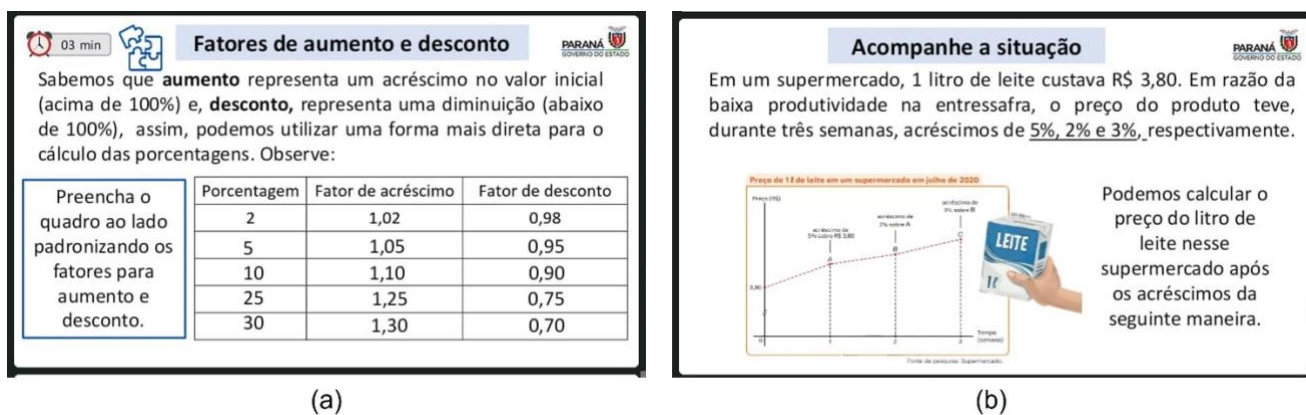 03 min
Fatores de aumento e desconto
PARANÁ
GOVERNO DO ESTADO
Sabemos que aumento representa um acréscimo no valor inicial
(acima de 100%) e, desconto, representa uma diminuição (abaixo
de 100%), assim, podemos utilizar uma forma mais direta para o
cálculo das porcentagens. Observe:
Preencha o
quadro ao lado
padronizando os
fatores para
aumento e
desconto.
Porcentagem Fator de acréscimo Fator de desconto
2 1,02 0,98
5 1,05 0,95
10 1,10 0,90
25 1,25 0,75
30 1,30 0,70
(a)
Acompanhe a situação
PARANÁ
GOVERNO DO ESTADO
Em um supermercado, 1 litro de leite custava R$ 3,80. Em razão da
baixa produtividade na entressafra, o preço do produto teve,
durante três semanas, acréscimos de 5%, 2% e 3%, respectivamente.
Preço de 1 ℓ de leite em um supermercado em julho de 2020
Preço (R$)
acréscimo de
3% sobre B
acréscimo de
2% sobre A
acréscimo de
5% sobre R$ 3,80
A
B
C
3,80
0
1
2
3
Tempo
(semana)
Fonte de pesquisa: Supermercado.
LEITE
1ℓ
Podemos calcular o
preço do litro de
leite nesse
supermercado após
os acréscimos da
seguinte maneira.
(b)